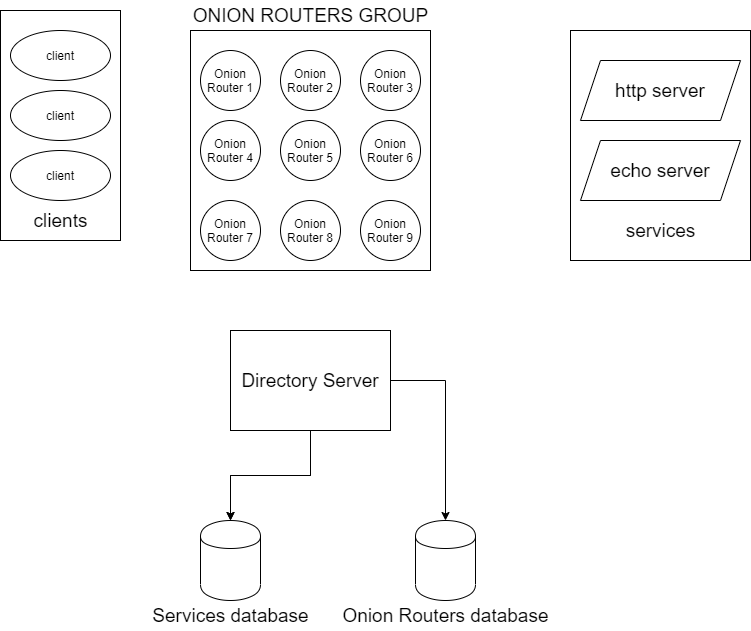 ONION ROUTERS GROUP
client
client
client
clients
Onion
Router 1
Onion
Router 2
Onion
Router 3
Onion
Router 4
Onion
Router 5
Onion
Router 6
Onion
Router 7
Onion
Router 8
Onion
Router 9
http server
echo server
services
Directory Server
Services database
Onion Routers database